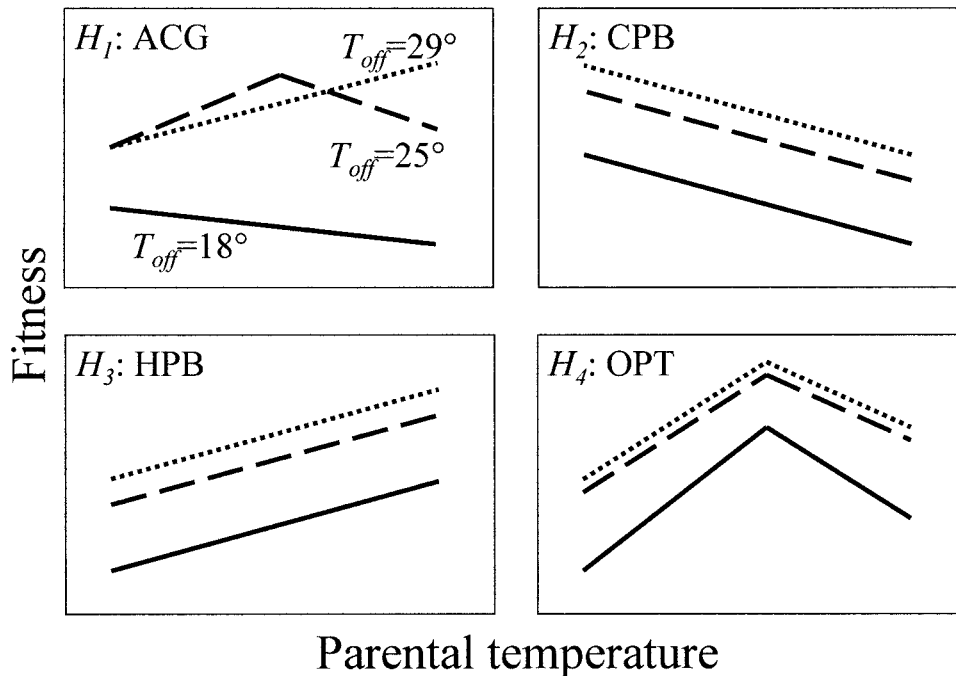 H1: ACG
Toff=29°
Toff=25°
Toff=18°
H2: CPB
H3: HPB
H4: OPT
Fitness
Parental temperature